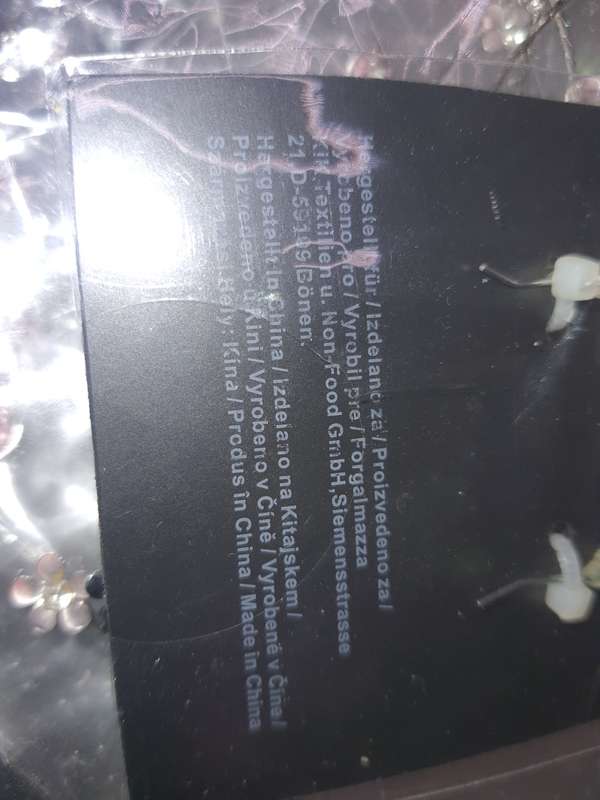 Hergestellt für / Izdelano za / Proizvedeno za /
Vyrobeno pro / Vyrobil pre / Forgalmazza
Kik Textilien u. Non-Food GmbH,Siemensstrasse
21,D-59199 Bönen.
Hergestellt In China / Izdelano na Kitajskem /
Proizvedeno u Kini / Vyrobeno v Číně / Vyrobené v Číne /
Hely: Kína / Produs în China / Made in China